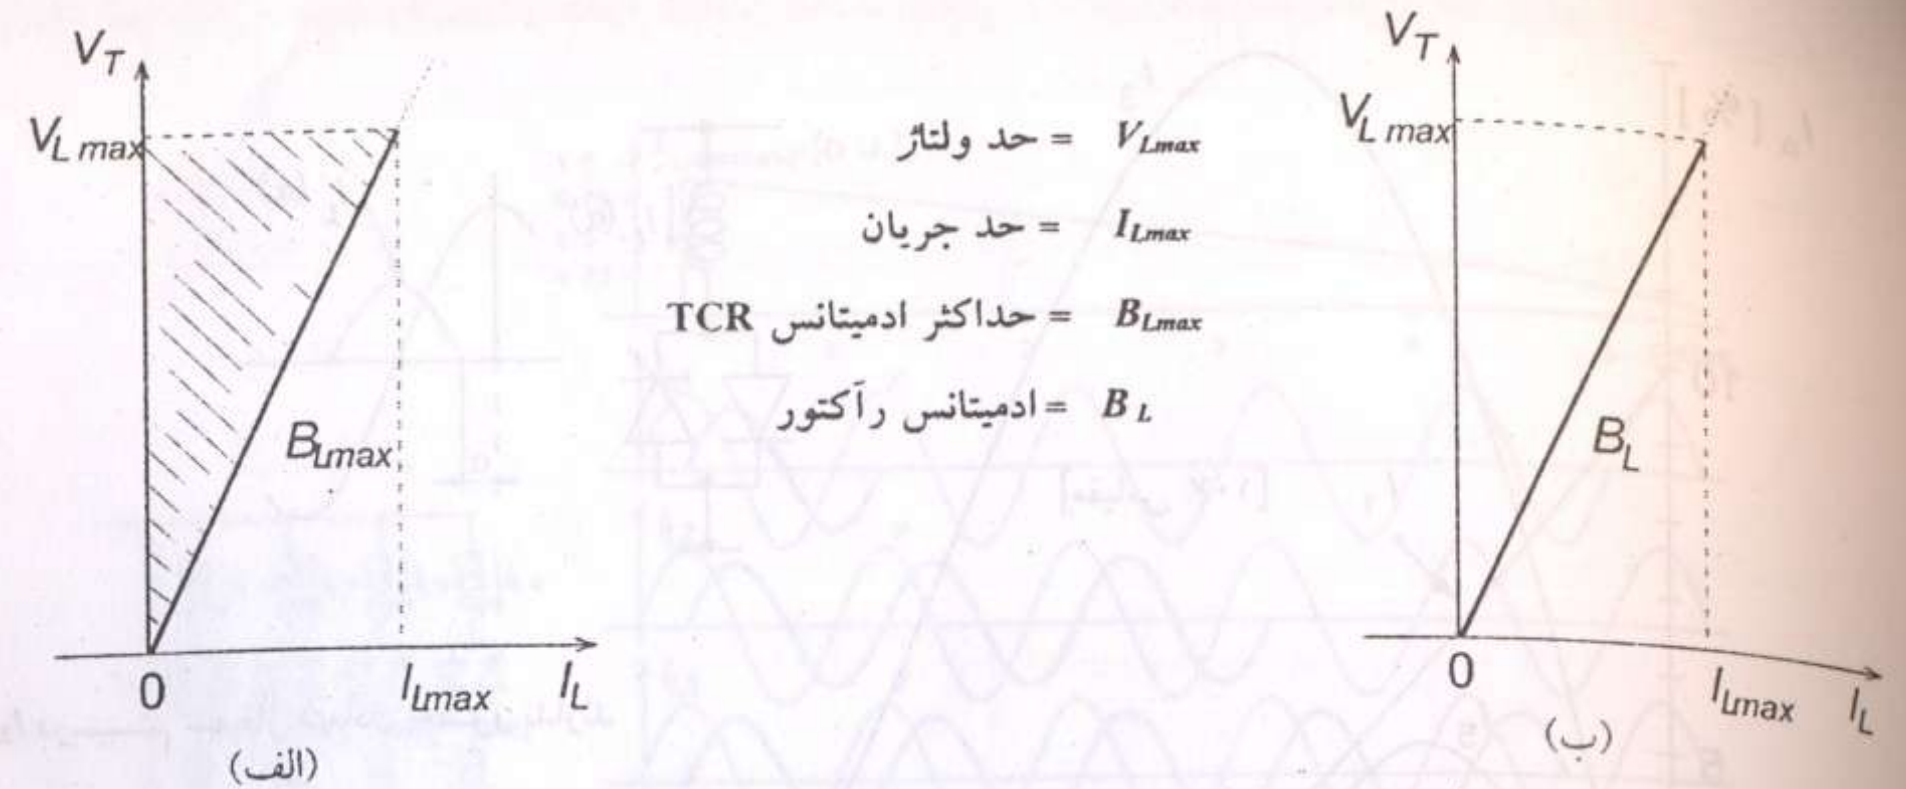 V_T
V_L max
B_Lmax
0
I_Lmax
I_L
(الف)
V_Lmax = حد ولتاژ
I_Lmax = حد جریان
B_Lmax = حداکثر ادمیتانس TCR
B_L = ادمیتانس رآکتور
V_T
V_L max
B_L
0
I_Lmax
I_L
(ب)